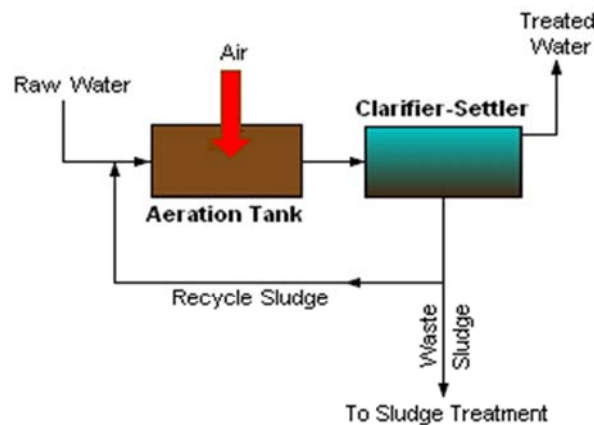 Treated
Water
Air
Raw Water
Clarifier-Settler
Aeration Tank
Recycle Sludge
Waste
Sludge
To Sludge Treatment